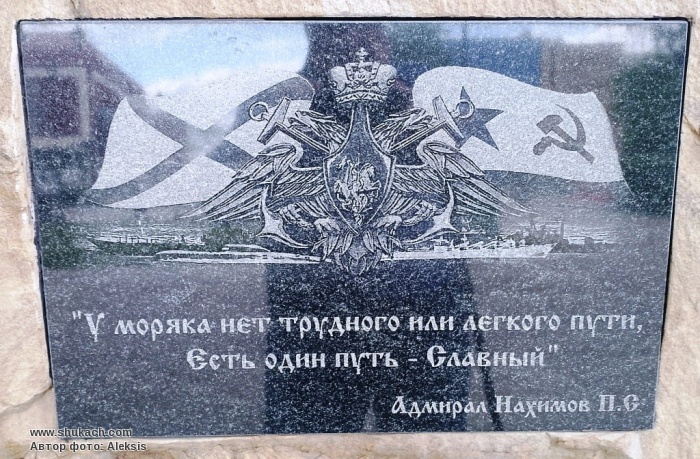 "У моряка нет трудного или легкого пути,
Есть один путь - Славный"
Адмирал Нахимов П.С
www.shukach.com
Автор фото: Aleksis